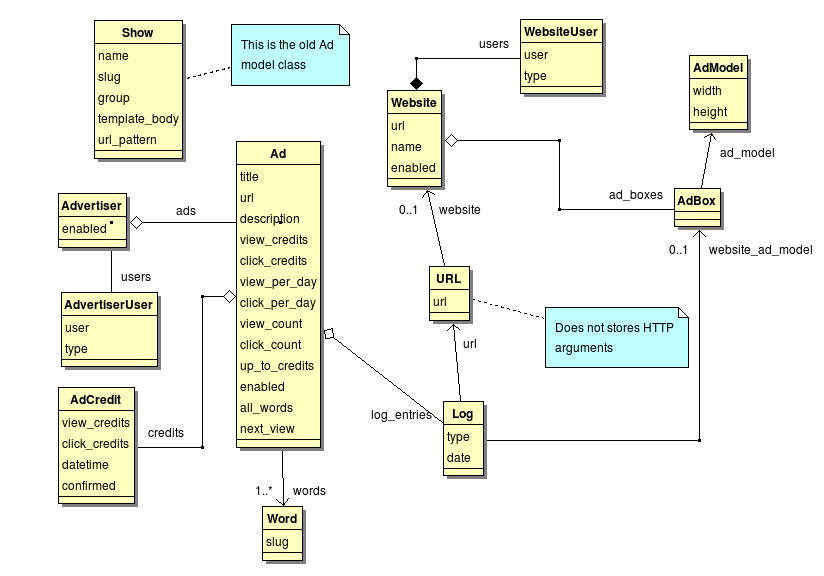 Show
name
slug
group
template_body
url_pattern
This is the old Ad
model class
users
WebsiteUser
user
type
Website
url
name
enabled
AdModel
width
height
ad_model
ad_boxes
AdBox
0..1 website_ad_model
0..1 website
Ad
title
url
description
view_credits
click_credits
view_per_day
click_per_day
view_count
click_count
up_to_credits
enabled
all_words
next_view
Advertiser
enabled
ads
users
AdvertiserUser
user
type
AdCredit
view_credits
click_credits
datetime
confirmed
credits
URL
url
Does not stores HTTP
arguments
url
log_entries
Log
type
date
1..* words
Word
slug